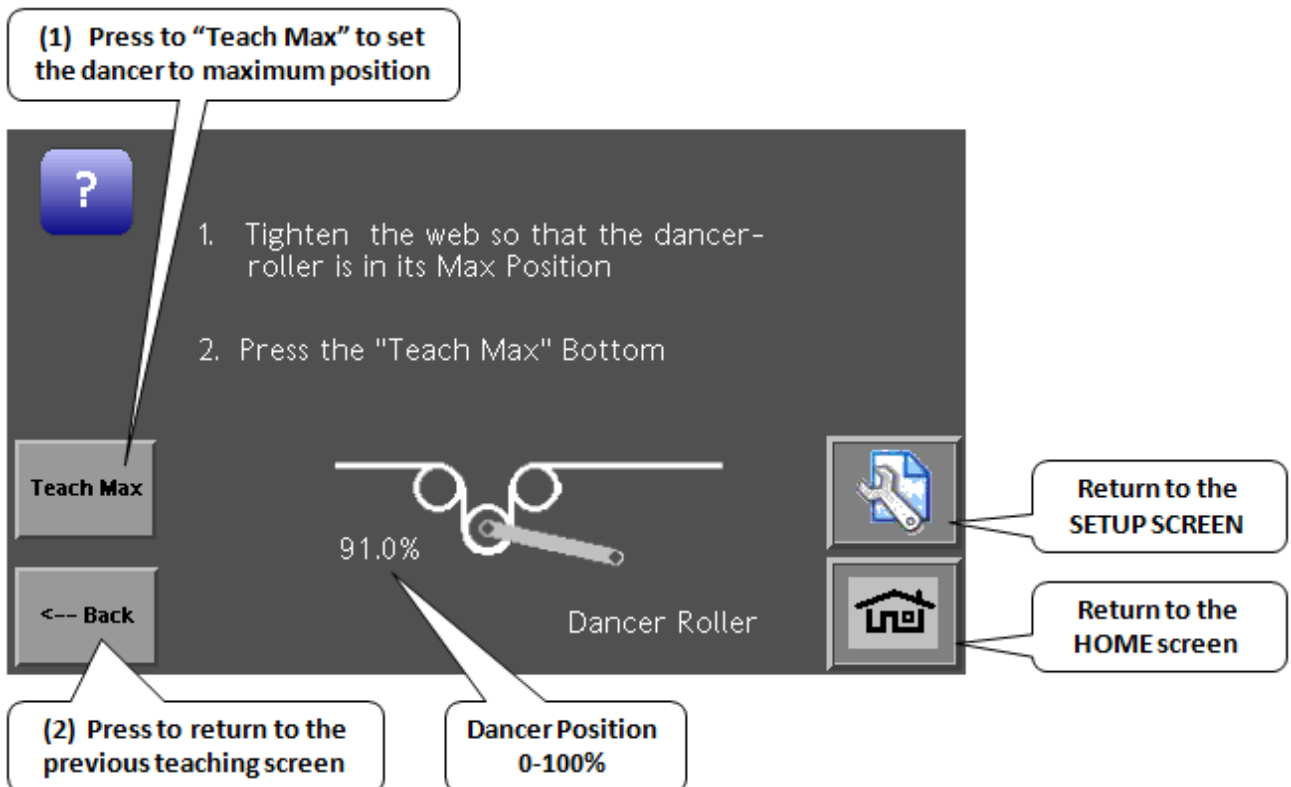 (1) Press to “Teach Max” to set
the dancer to maximum position
?
1. Tighten the web so that the dancer-
roller is in its Max Position
2. Press the "Teach Max" Bottom
Teach Max
91.0%
<-- Back
Dancer Roller
Return to the
SETUP SCREEN
Return to the
HOME screen
(2) Press to return to the
previous teaching screen
Dancer Position
0-100%